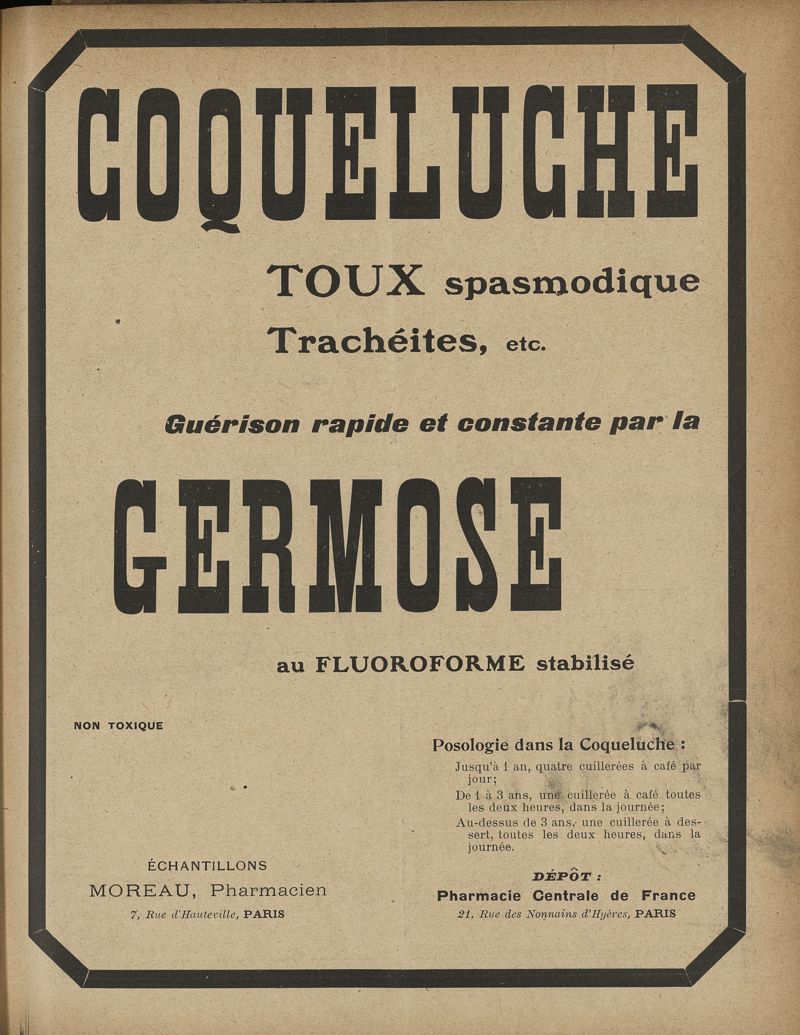 COQUELUCHE
TOUX spasmodique
Trachéites, etc.
Guérison rapide et constante par la
GERMOSE
au FLUOROFORME stabilisé
NON TOXIQUE
Posologie dans la Coqueluche :
Jusqu'à 1 an, quatre cuillerées à café par
jour;
De 1 à 3 ans, une cuillerée à café toutes
les deux heures, dans la journée;
Au-dessus de 3 ans, une cuillerée à des-
sert, toutes les deux heures, dans la
journée.
ÉCHANTILLONS
MOREAU, Pharmacien
7, Rue d'Hauteville, PARIS
DÉPÔT :
Pharmacie Centrale de France
21, Rue des Nonnains d'Hyères, PARIS